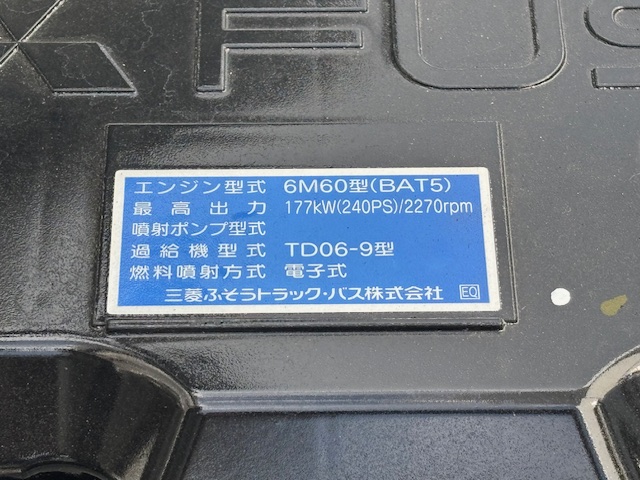 FUS
エンジン型式 6M60型(BAT5)
最高出力 177kW(240PS)/2270rpm
噴射ポンプ型式
過給機型式 TD06-9型
燃料噴射方式 電子式
三菱ふそうトラック・バス株式会社 EQ